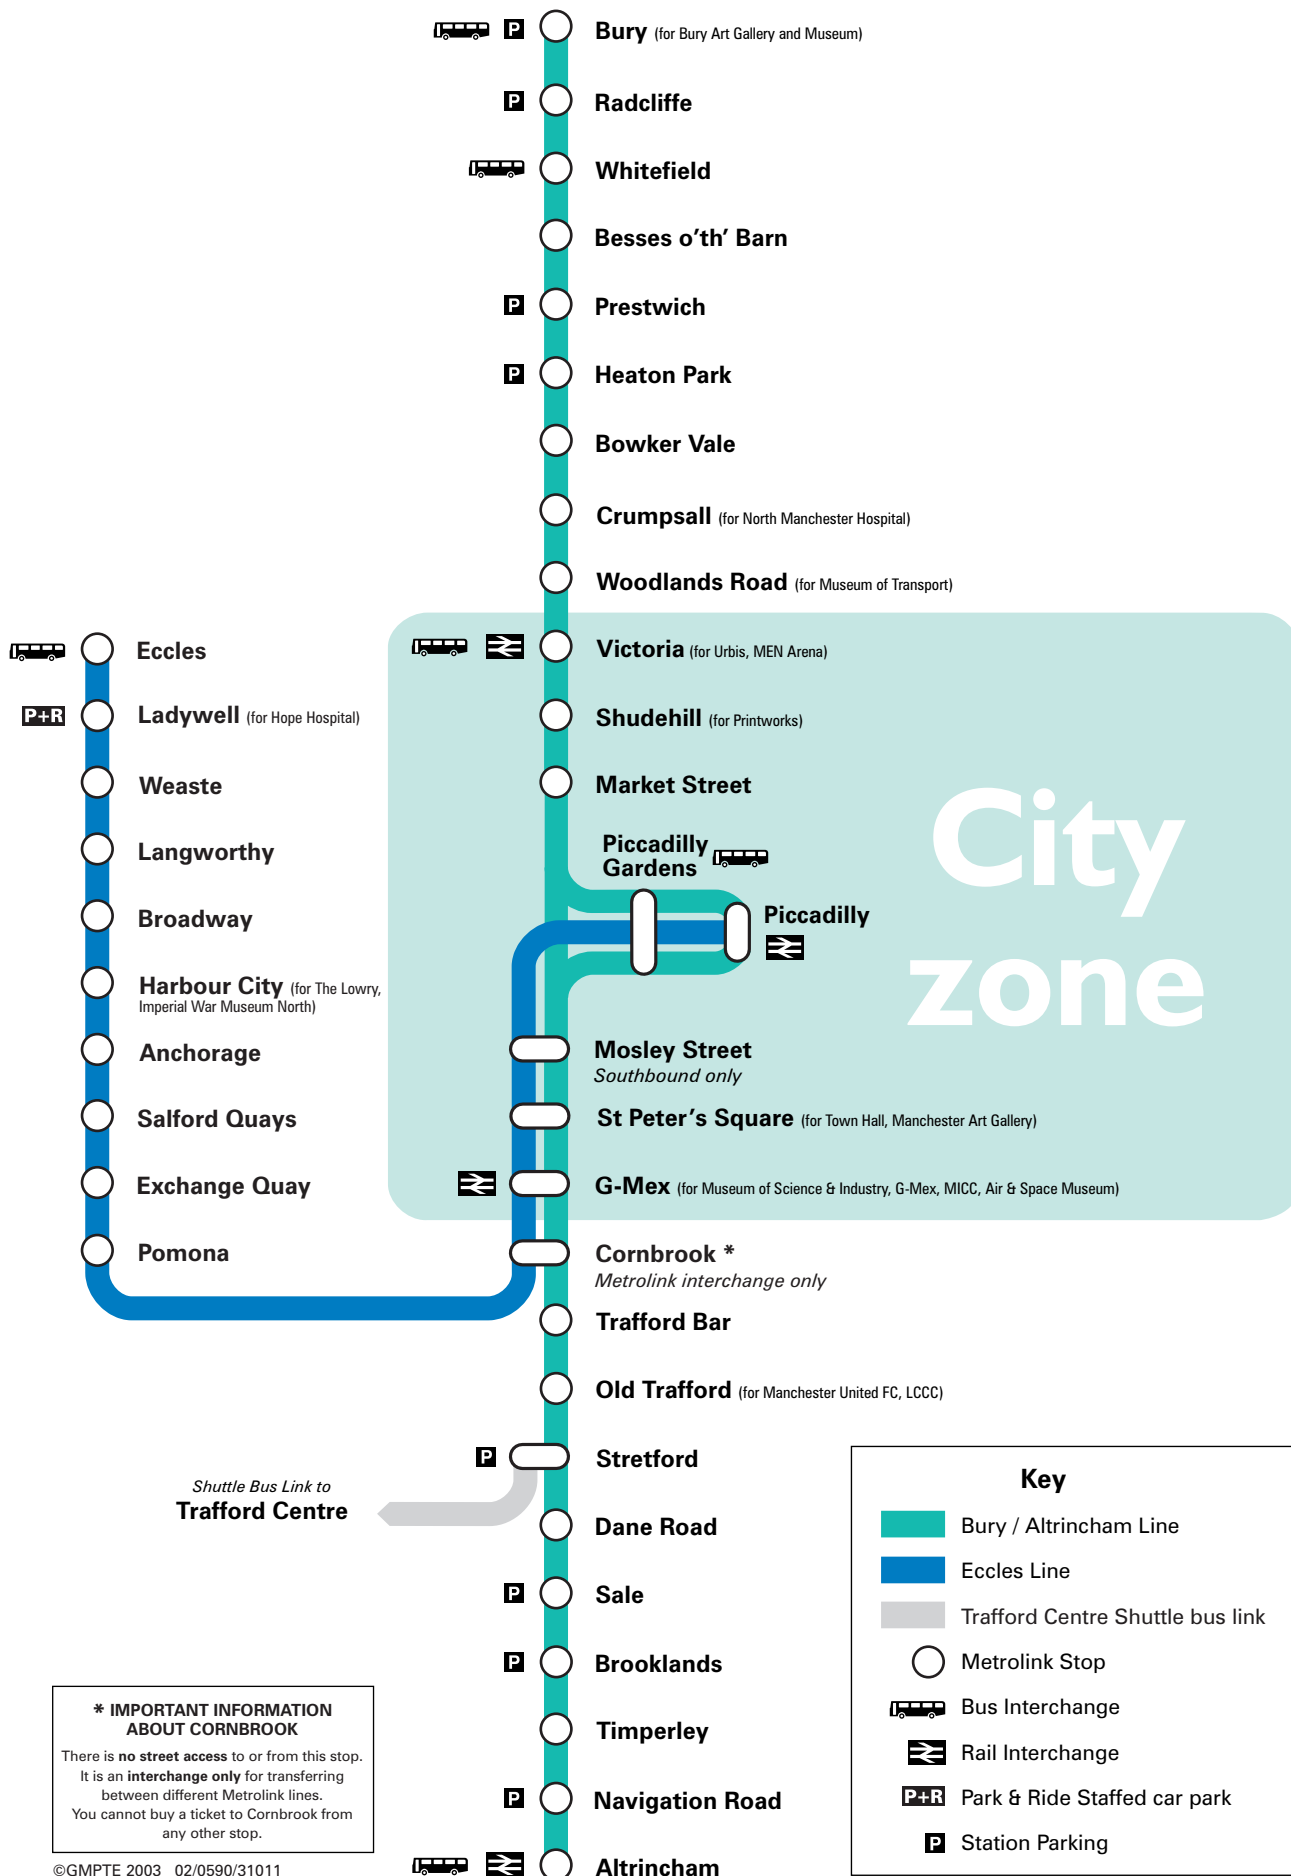 P Bury (for Bury Art Gallery and Museum)
P Radcliffe
Whitefield
Besses o'th' Barn
P Prestwich
P Heaton Park
Bowker Vale
Crumpsall (for North Manchester Hospital)
Woodlands Road (for Museum of Transport)
Victoria (for Urbis, MEN Arena)
Shudehill (for Printworks)
Market Street
Piccadilly
Gardens
Piccadilly
City
zone
Mosley Street
Southbound only
St Peter's Square (for Town Hall, Manchester Art Gallery)
G-Mex (for Museum of Science & Industry, G-Mex, MICC, Air & Space Museum)
Cornbrook *
Metrolink interchange only
Trafford Bar
Old Trafford (for Manchester United FC, LCCC)
P Stretford
Dane Road
P Sale
P Brooklands
Timperley
P Navigation Road
Altrincham
Eccles
P+R Ladywell (for Hope Hospital)
Weaste
Langworthy
Broadway
Harbour City (for The Lowry,
Imperial War Museum North)
Anchorage
Salford Quays
Exchange Quay
Pomona
Shuttle Bus Link to
Trafford Centre
* IMPORTANT INFORMATION
ABOUT CORNBROOK
There is no street access to or from this stop.
It is an interchange only for transferring
between different Metrolink lines.
You cannot buy a ticket to Cornbrook from
any other stop.
©GMPTE 2003 02/0590/31011
Key
Bury / Altrincham Line
Eccles Line
Trafford Centre Shuttle bus link
Metrolink Stop
Bus Interchange
Rail Interchange
P+R Park & Ride Staffed car park
P Station Parking